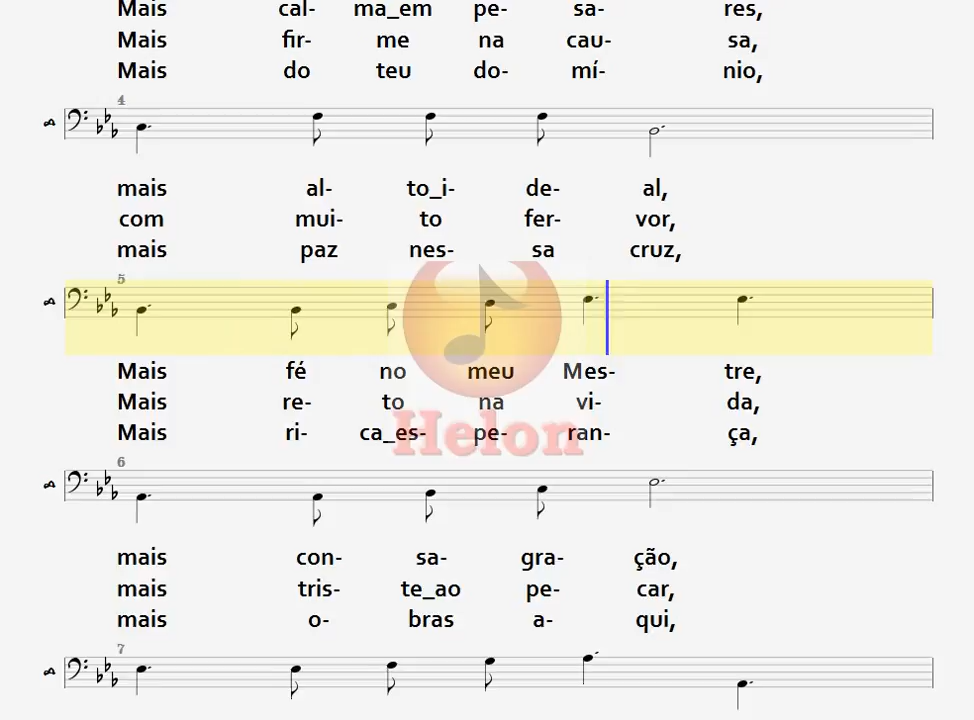 Mais cal- ma_em pe- sa- res,
Mais fir- me na cau- sa,
Mais do teu do- mí- nio,
4
mais al- to_i- de- al,
com mui- to fer- vor,
mais paz nes- sa cruz,
5
Mais fé no meu Mes- tre,
Mais re- to na vi- da,
Mais ri- ca_es- pe- ran- ça,
Helon
6
mais con- sa- gra- ção,
mais tris- te_ao pe- car,
mais o- bras a- qui,
7